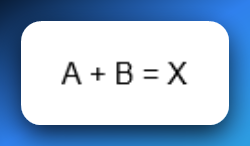 A + B = X